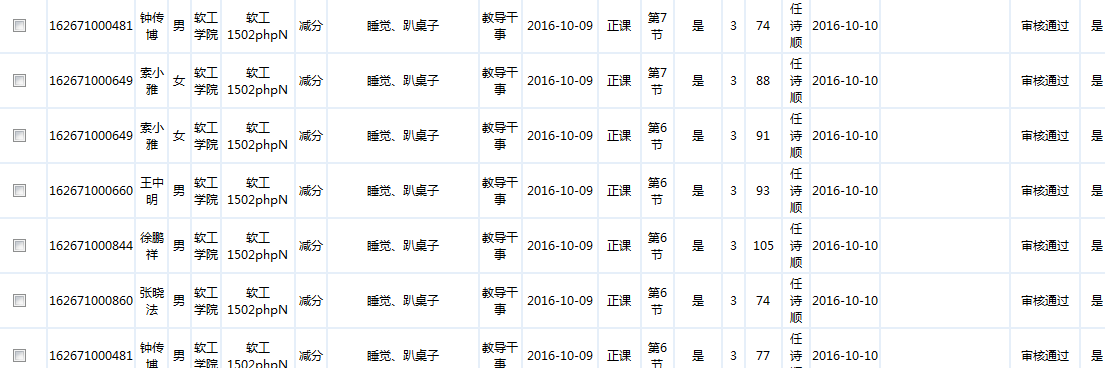 162671000481 钟传博 男 软工学院 软工1502phpN 减分 睡觉、趴桌子 教导干事 2016-10-09 正课 第7节 是 3 74 任诗顺 2016-10-10 审核通过 是
162671000649 索小雅 女 软工学院 软工1502phpN 减分 睡觉、趴桌子 教导干事 2016-10-09 正课 第7节 是 3 88 任诗顺 2016-10-10 审核通过 是
162671000649 索小雅 女 软工学院 软工1502phpN 减分 睡觉、趴桌子 教导干事 2016-10-09 正课 第6节 是 3 91 任诗顺 2016-10-10 审核通过 是
162671000660 王中明 男 软工学院 软工1502phpN 减分 睡觉、趴桌子 教导干事 2016-10-09 正课 第6节 是 3 93 任诗顺 2016-10-10 审核通过 是
162671000844 徐鹏祥 男 软工学院 软工1502phpN 减分 睡觉、趴桌子 教导干事 2016-10-09 正课 第6节 是 3 105 任诗顺 2016-10-10 审核通过 是
162671000860 张晓法 男 软工学院 软工1502phpN 减分 睡觉、趴桌子 教导干事 2016-10-09 正课 第6节 是 3 74 任诗顺 2016-10-10 审核通过 是
162671000481 钟传博 男 软工学院 软工1502phpN 减分 睡觉、趴桌子 教导干事 2016-10-09 正课 第6节 是 3 77 任诗顺 2016-10-10 审核通过 是